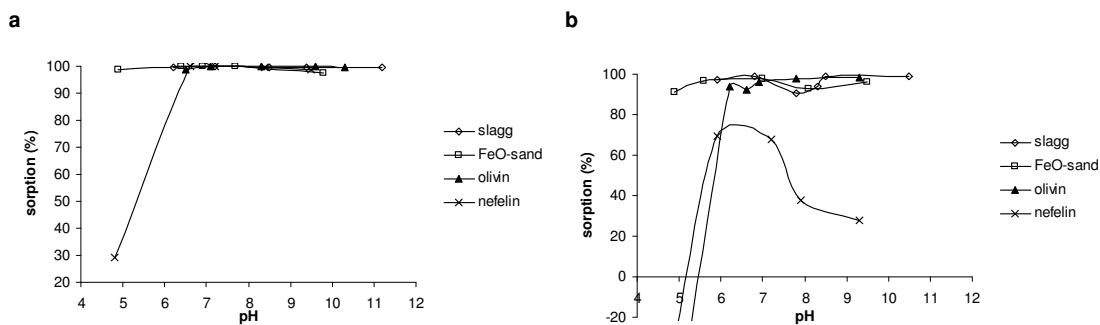 a
100
90
80
70
60
50
40
30
20
sorption (%)
4 5 6 7 8 9 10 11 12
pH
slagg
FeO-sand
olivin
nefelin
b
100
80
60
40
20
0
-20
sorption (%)
4 5 6 7 8 9 10 11 12
pH
slagg
FeO-sand
olivin
nefelin